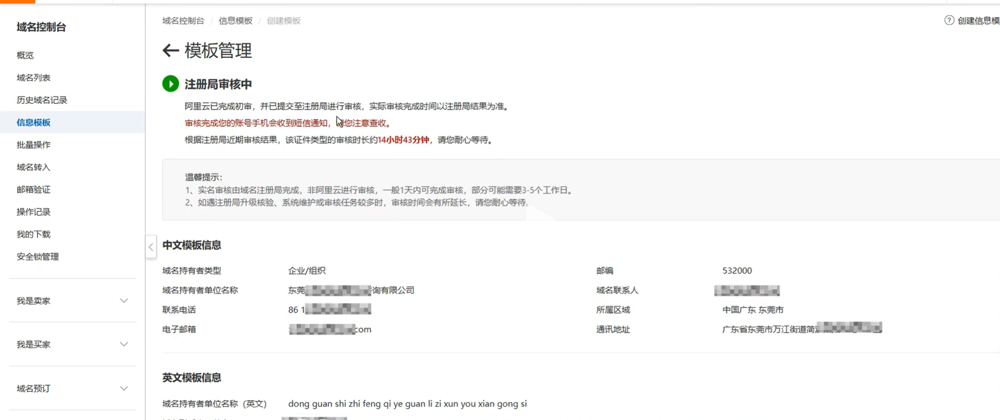 域名控制台
概览
域名列表
历史域名记录
信息模板
批量操作
域名转入
邮箱验证
操作记录
我的下载
安全锁管理
我是卖家
我是买家
域名预订
域名控制台 / 信息模板 / 创建模板
创建信息模
模板管理
注册局审核中
阿里云已完成初审，并已提交至注册局进行审核，实际审核完成时间以注册局结果为准。
审核完成您的账号手机会收到短信通知，请您注意查收。
根据注册局近期审核结果，该证件类型的审核时长约14小时43分钟，请您耐心等待。
温馨提示：
1、实名审核由域名注册局完成，非阿里云进行审核，一般1天内可完成审核，部分可能需要3-5个工作日。
2、如遇注册局升级核验、系统维护或审核任务较多时，审核时间会有所延长，请您耐心等待。
中文模板信息
域名持有者类型 企业/组织 邮编 532000
域名持有者单位名称 东莞 询有限公司 域名联系人
联系电话 86 1 所属区域 中国广东 东莞市
电子邮箱 com 通讯地址 广东省东莞市万江街道简
英文模板信息
域名持有者单位名称（英文） dong guan shi zhi feng qi ye guan li zi xun you xian gong si